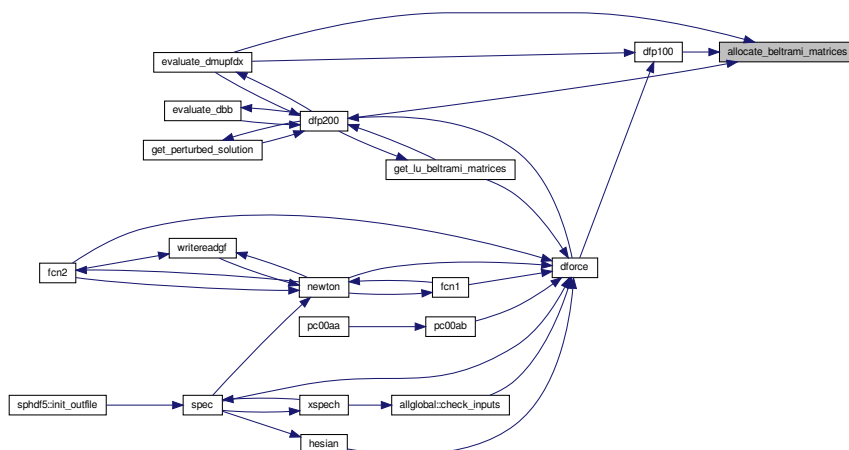 allocate_beltrami_matrices
dfp100
evaluate_dmupfdx
evaluate_dbb
dfp200
get_perturbed_solution
get_lu_beltrami_matrices
writereadgf
dforce
fcn2
newton
fcn1
pc00aa
pc00ab
sphdf5::init_outfile
spec
xspech
allglobal::check_inputs
hesian